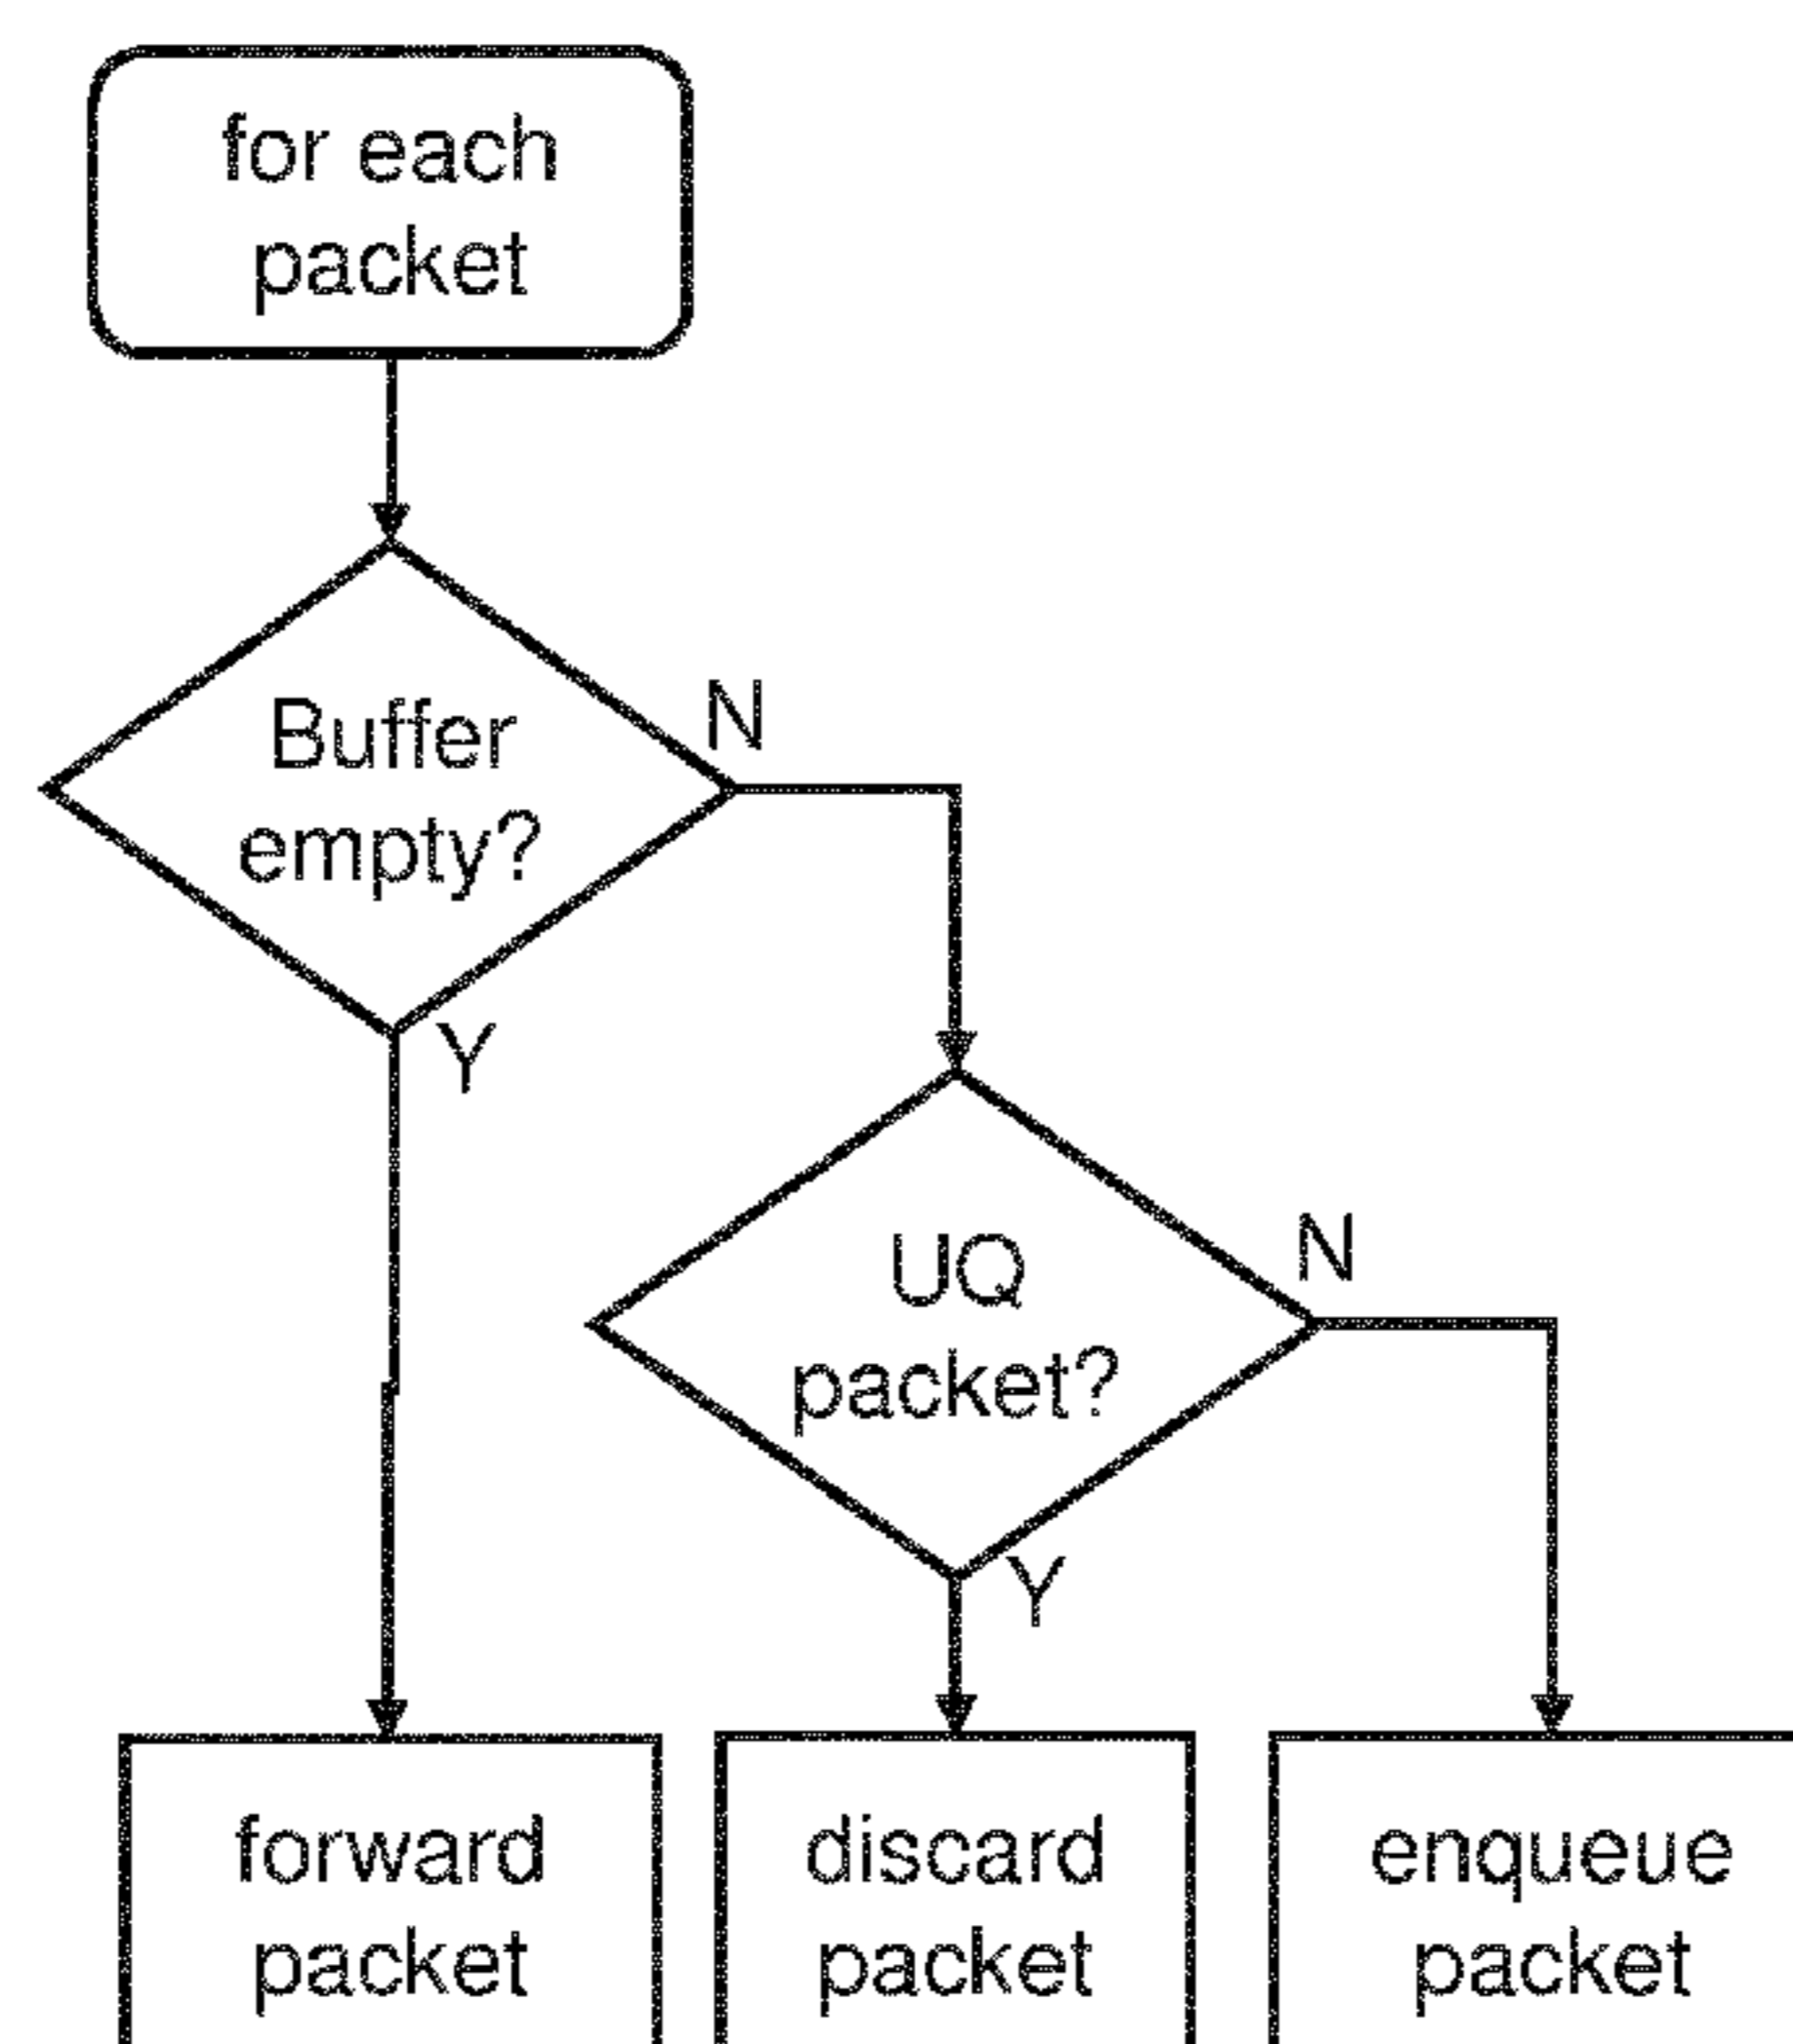 for each
packet
Buffer
empty?
N
Y
UQ
packet?
N
Y
forward
packet
discard
packet
enqueue
packet